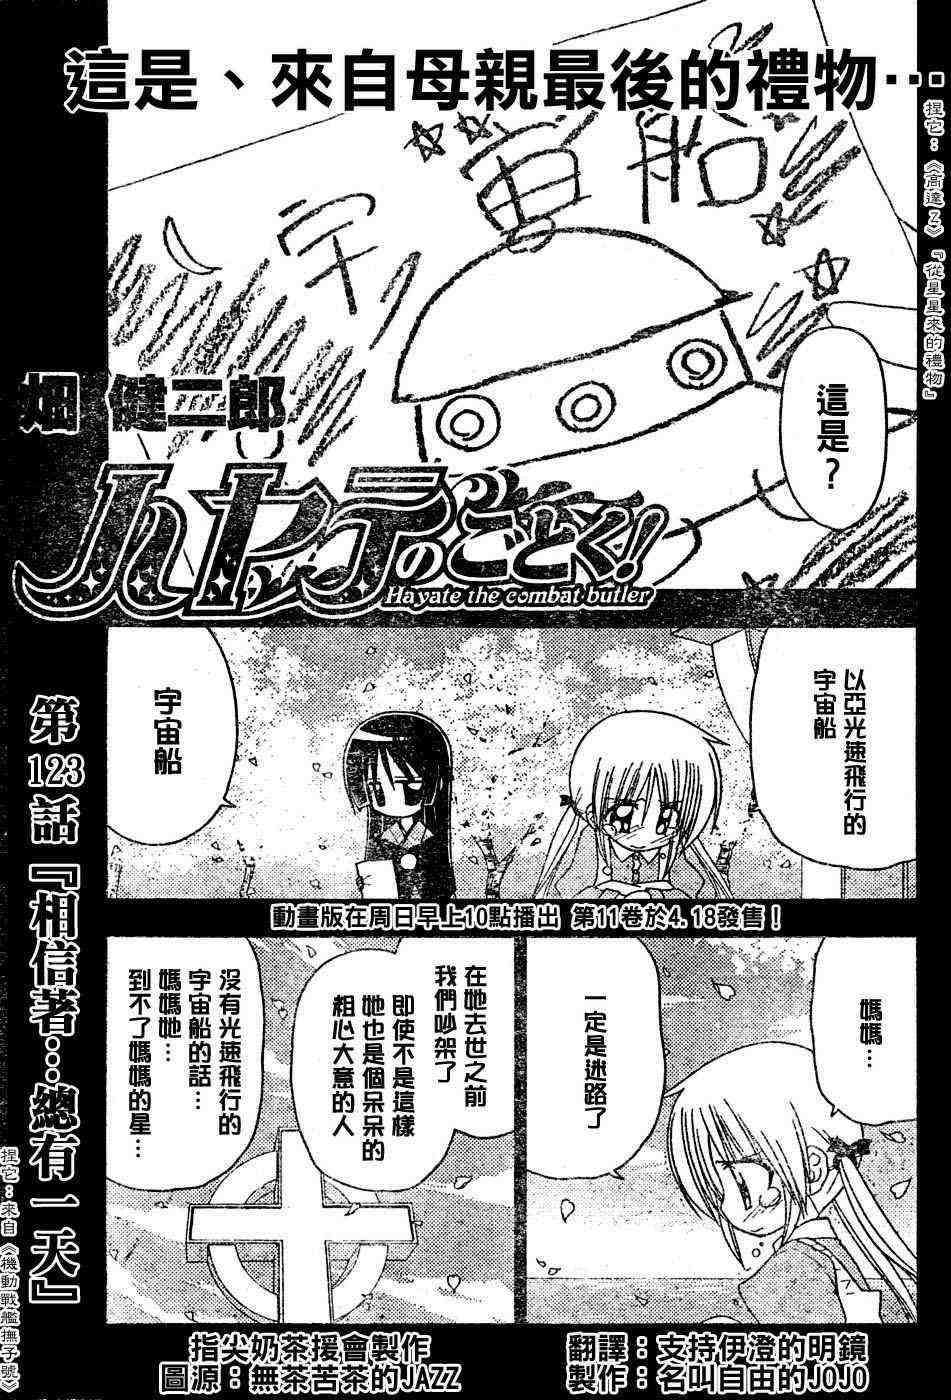 這是、來自母親最後的禮物…
捏它：《高達Z》『從星星來的禮物』
宇宙船
這是？
畑 健二郎
ハヤテのごとく!
Hayate the combat butler
以亞光速飛行的
宇宙船
宇宙船
第123話『相信著…總有一天』
動畫版在周日早上10點播出 第11卷於4.18發售！
媽媽…
一定是迷路了
在她去世之前
我們吵架了
即使不是這樣
她也是個呆呆的
粗心大意的人
沒有光速飛行的
宇宙船的話…
媽媽她…
到不了媽媽的星…
捏它：來自《機動戰艦撫子號》
指尖奶茶援會製作
圖源：無茶苦茶的JAZZ
翻譯：支持伊澄的明鏡
製作：名叫自由的JOJO